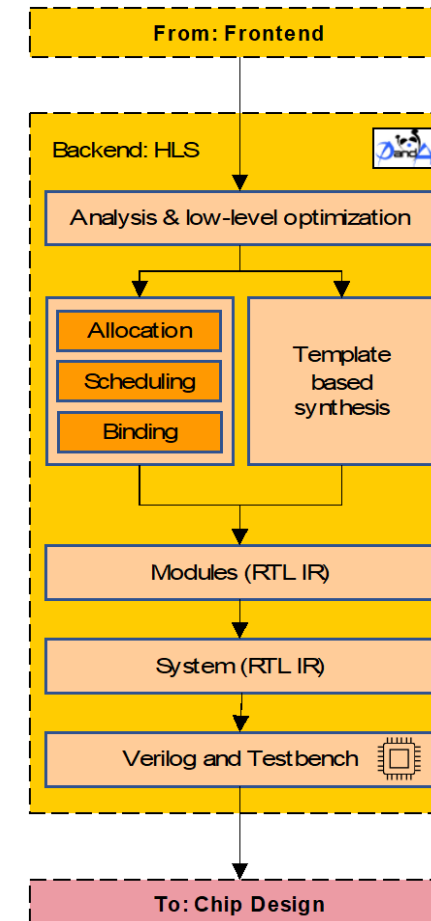 From: Frontend
Backend: HLS
PandA
Analysis & low-level optimization
Allocation
Scheduling
Binding
Template
based
synthesis
Modules (RTL IR)
System (RTL IR)
Verilog and Testbench
To: Chip Design